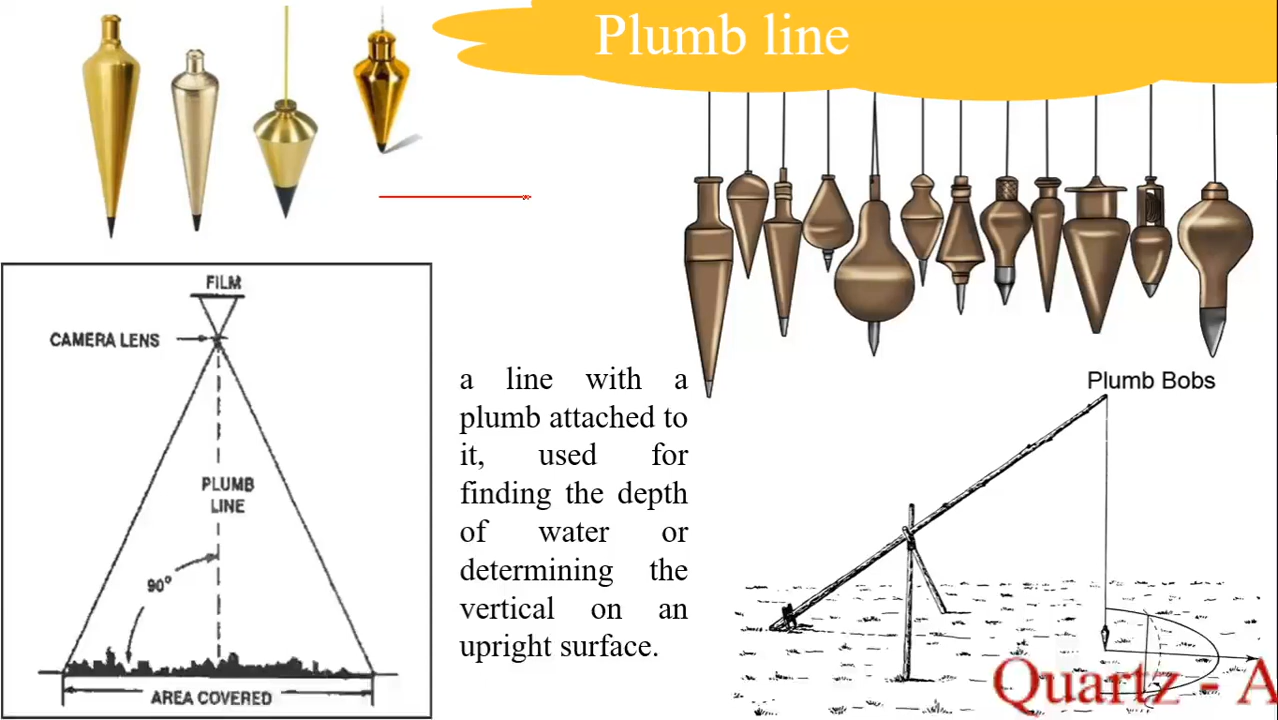 Plumb line
FILM
CAMERA LENS
PLUMB
LINE
90°
AREA COVERED
a line with a
plumb attached to
it, used for
finding the depth
of water or
determining the
vertical on an
upright surface.
Plumb Bobs
Quartz - A